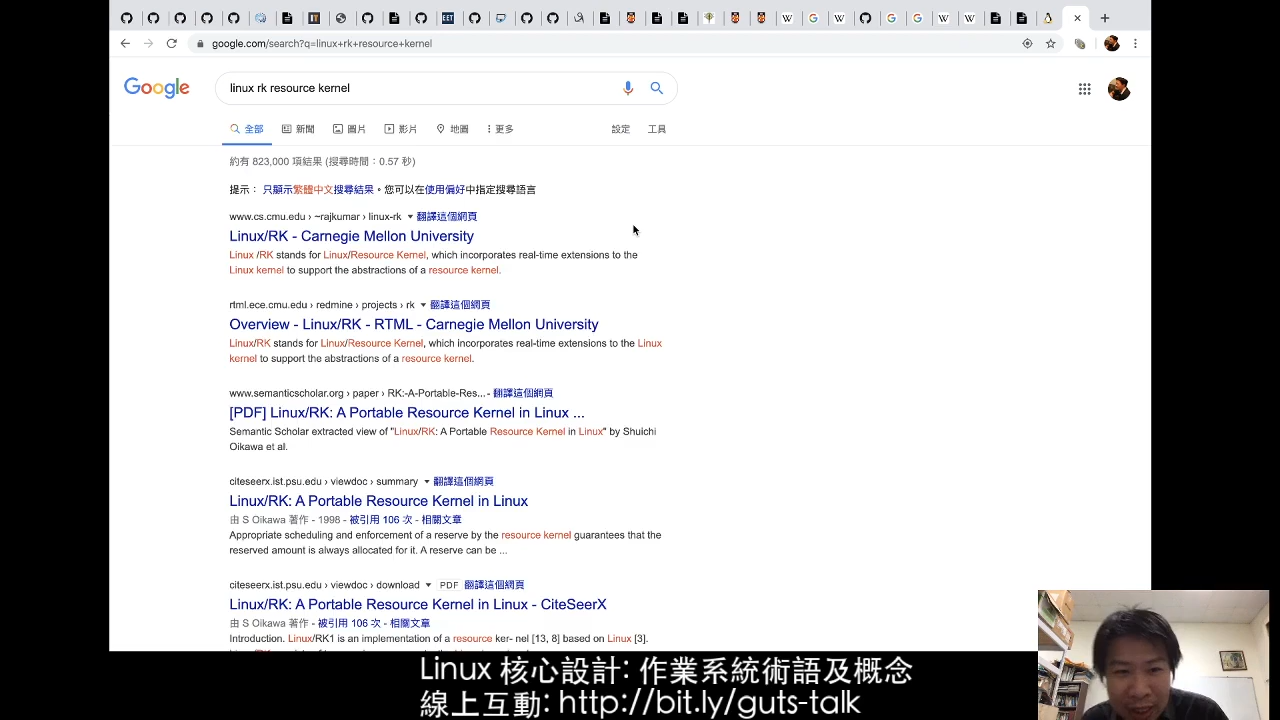 google.com/search?q=linux+rk+resource+kernel
Google
linux rk resource kernel
全部 新聞 圖片 影片 地圖 更多 設定 工具
約有 823,000 項結果 (搜尋時間：0.57 秒)
提示： 只顯示繁體中文搜尋結果。您可以在使用偏好中指定搜尋語言
www.cs.cmu.edu › ~rajkumar › linux-rk 翻譯這個網頁
Linux/RK - Carnegie Mellon University
Linux /RK stands for Linux/Resource Kernel, which incorporates real-time extensions to the
Linux kernel to support the abstractions of a resource kernel.
rtml.ece.cmu.edu › redmine › projects › rk 翻譯這個網頁
Overview - Linux/RK - RTML - Carnegie Mellon University
Linux/RK stands for Linux/Resource Kernel, which incorporates real-time extensions to the Linux
kernel to support the abstractions of a resource kernel.
www.semanticscholar.org › paper › RK:-A-Portable-Res... - 翻譯這個網頁
[PDF] Linux/RK: A Portable Resource Kernel in Linux ...
Semantic Scholar extracted view of "Linux/RK: A Portable Resource Kernel in Linux" by Shuichi
Oikawa et al.
citeseerx.ist.psu.edu › viewdoc › summary 翻譯這個網頁
Linux/RK: A Portable Resource Kernel in Linux
由 S Oikawa 著作 - 1998 - 被引用 106 次 - 相關文章
Appropriate scheduling and enforcement of a reserve by the resource kernel guarantees that the
reserved amount is always allocated for it. A reserve can be ...
citeseerx.ist.psu.edu › viewdoc › download PDF 翻譯這個網頁
Linux/RK: A Portable Resource Kernel in Linux - CiteSeerX
由 S Oikawa 著作 - 被引用 106 次 - 相關文章
Introduction. Linux/RK1 is an implementation of a resource ker- nel [13, 8] based on Linux [3].
Linux 核心設計: 作業系統術語及概念
線上互動: http://bit.ly/guts-talk